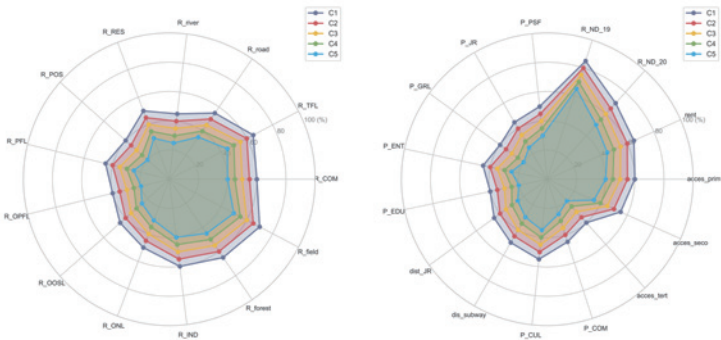 R_river
R_RES
R_road
R_POS
R_TFL
100 (%)
80
R_PFL
R_COM
R_OPFL
R_field
R_OOSL
R_forest
R_ONL
R_IND
C1
C2
C3
C4
C5
P_PSF
P_JR
R_ND_19
P_GRL
R_ND_20
rent
100 (%)
80
P_ENT
acces_prim
P_EDU
acces_seco
dist_JR
acces_tert
dis_subway
P_COM
P_CUL
C1
C2
C3
C4
C5